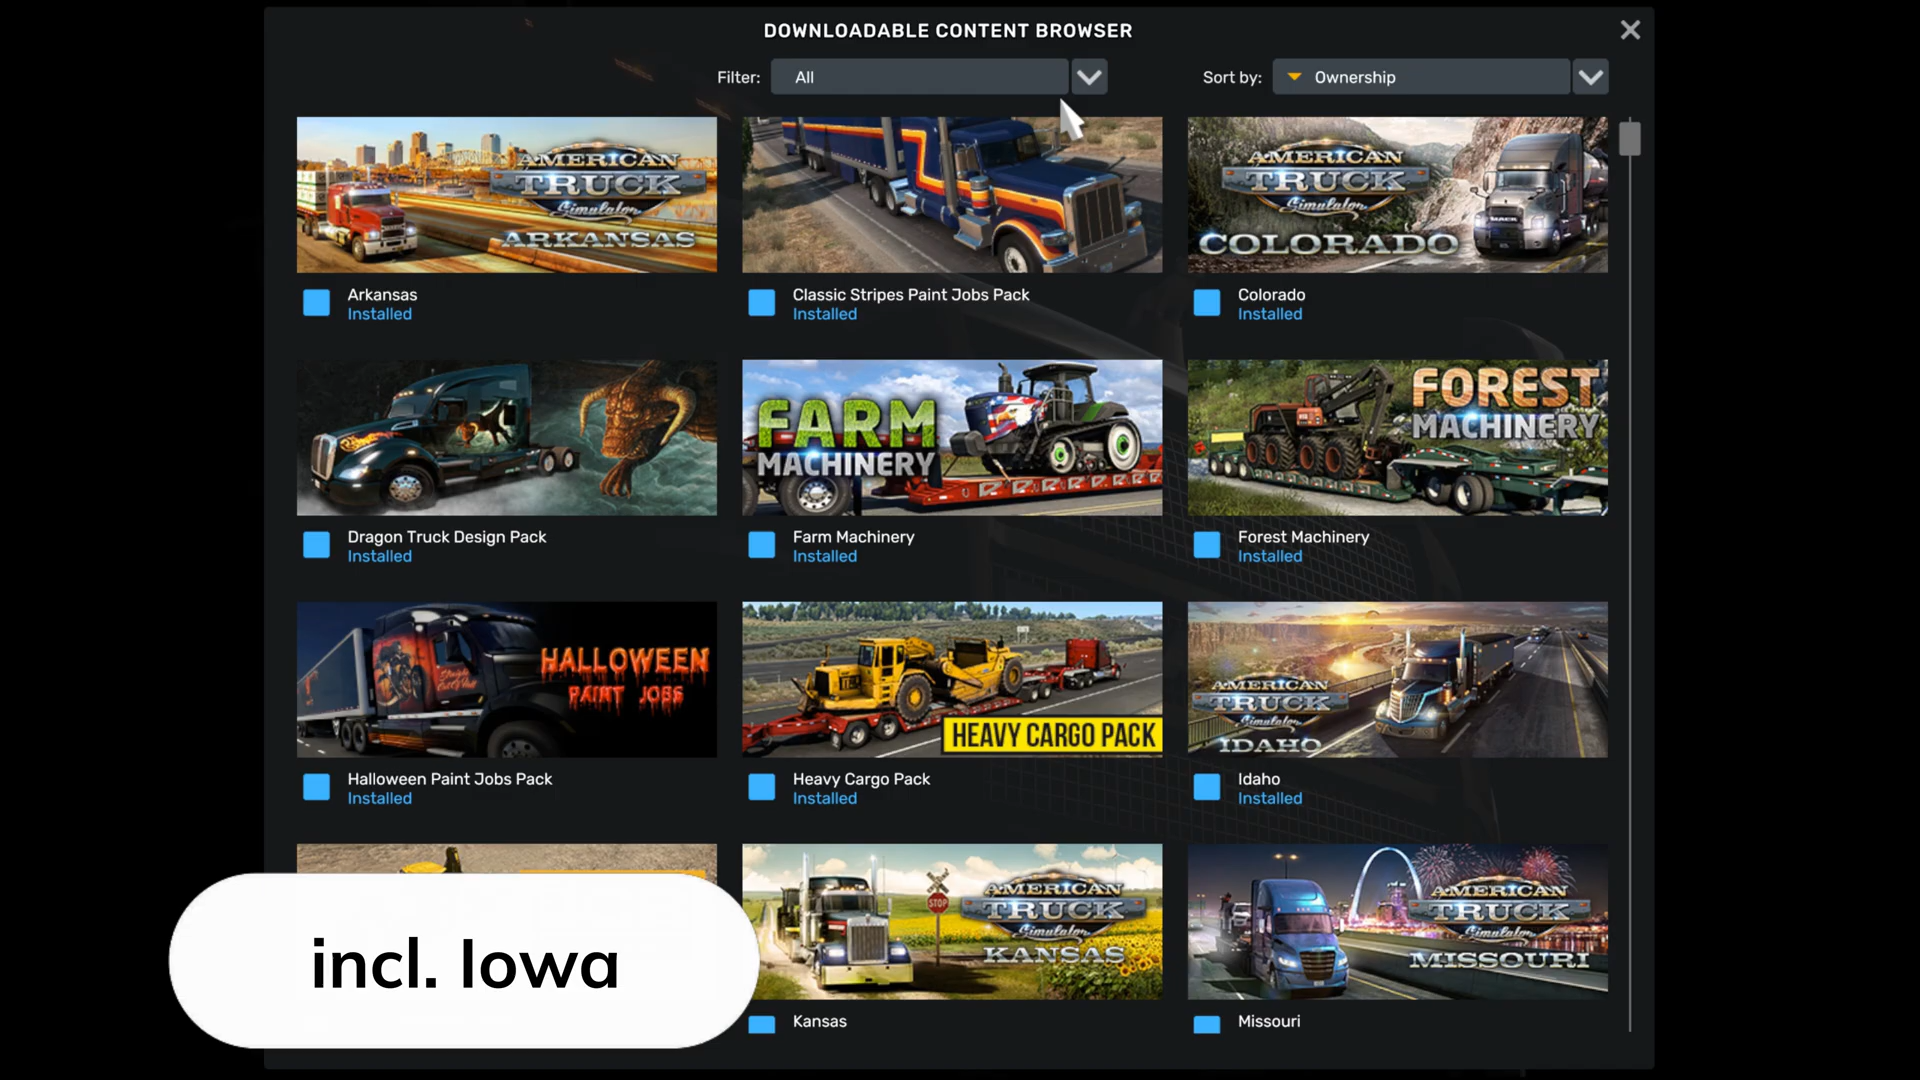 DOWNLOADABLE CONTENT BROWSER
Filter: All
Sort by: Ownership
AMERICAN
TRUCK
Simulator
ARKANSAS
AMERICAN
TRUCK
Simulator
COLORADO
MACK
Arkansas
Installed
Classic Stripes Paint Jobs Pack
Installed
Colorado
Installed
FARM
MACHINERY
FOREST
MACHINERY
Dragon Truck Design Pack
Installed
Farm Machinery
Installed
Forest Machinery
Installed
HALLOWEEN
PAINT JOBS
HEAVY CARGO PACK
AMERICAN
TRUCK
Simulator
IDAHO
Halloween Paint Jobs Pack
Installed
Heavy Cargo Pack
Installed
Idaho
Installed
STOP
AMERICAN
TRUCK
Simulator
KANSAS
AMERICAN
TRUCK
Simulator
MISSOURI
incl. Iowa
Kansas
Missouri